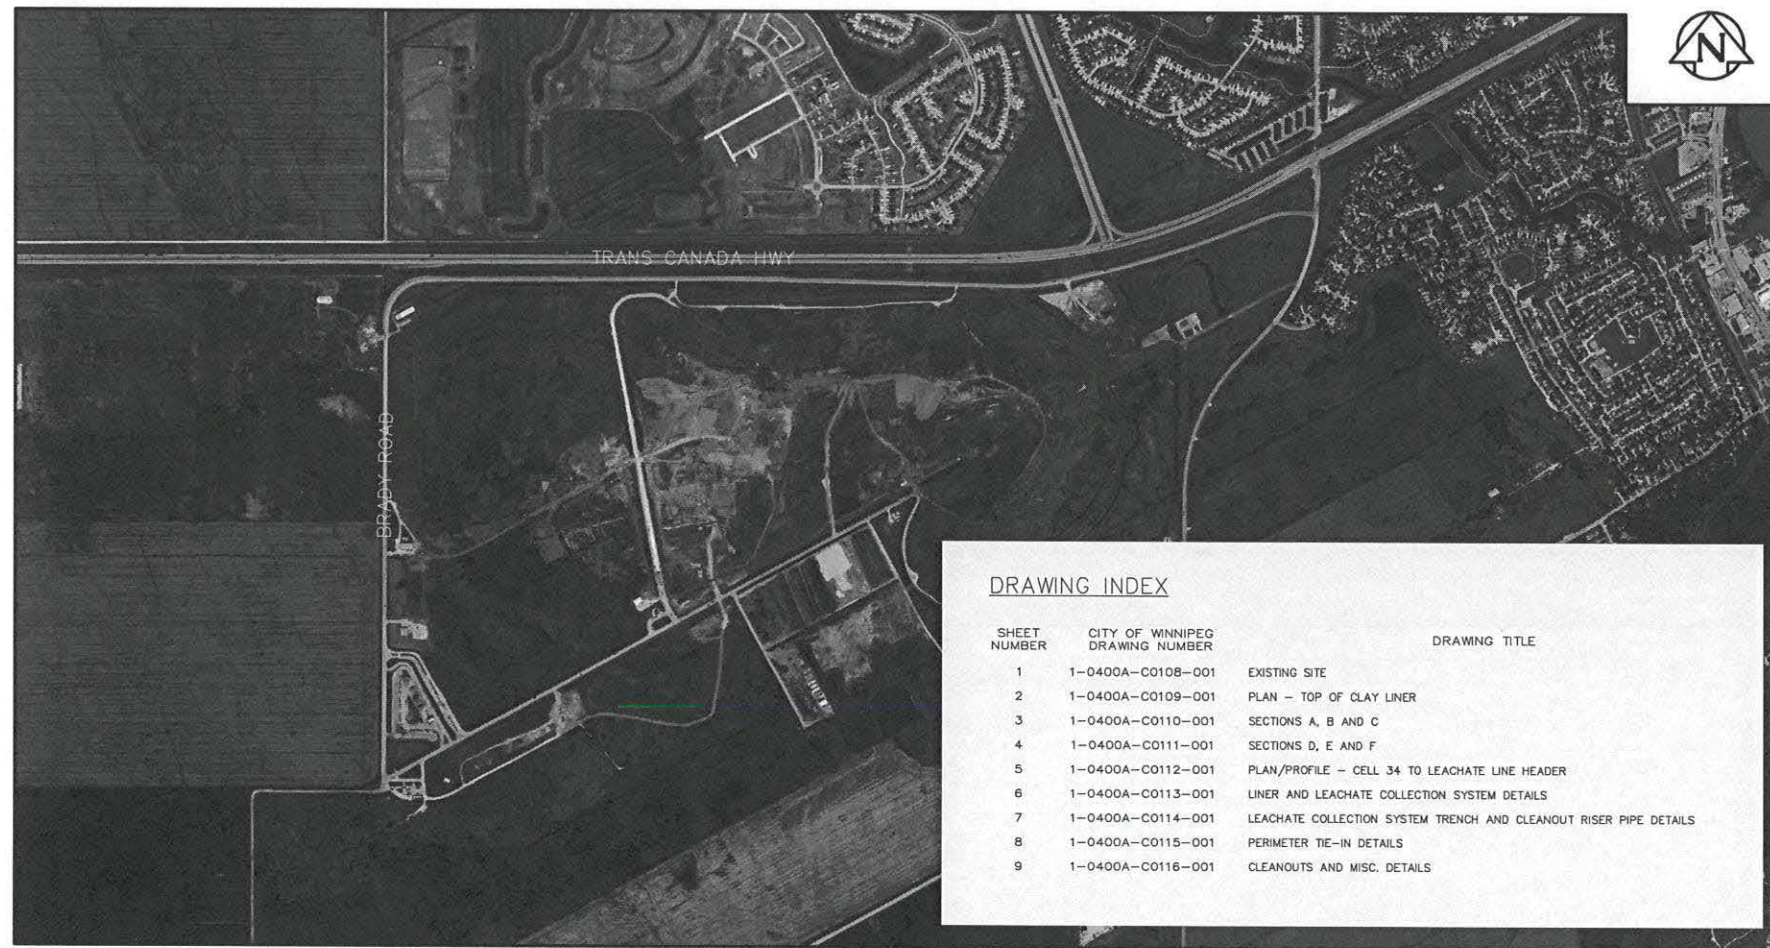 N
TRANS CANADA HWY
BRADY ROAD
DRAWING INDEX
SHEET NUMBER CITY OF WINNIPEG DRAWING NUMBER DRAWING TITLE
1 1-0400A-C0108-001 EXISTING SITE
2 1-0400A-C0109-001 PLAN - TOP OF CLAY LINER
3 1-0400A-C0110-001 SECTIONS A, B AND C
4 1-0400A-C0111-001 SECTIONS D, E AND F
5 1-0400A-C0112-001 PLAN/PROFILE - CELL 34 TO LEACHATE LINE HEADER
6 1-0400A-C0113-001 LINER AND LEACHATE COLLECTION SYSTEM DETAILS
7 1-0400A-C0114-001 LEACHATE COLLECTION SYSTEM TRENCH AND CLEANOUT RISER PIPE DETAILS
8 1-0400A-C0115-001 PERIMETER TIE-IN DETAILS
9 1-0400A-C0116-001 CLEANOUTS AND MISC. DETAILS